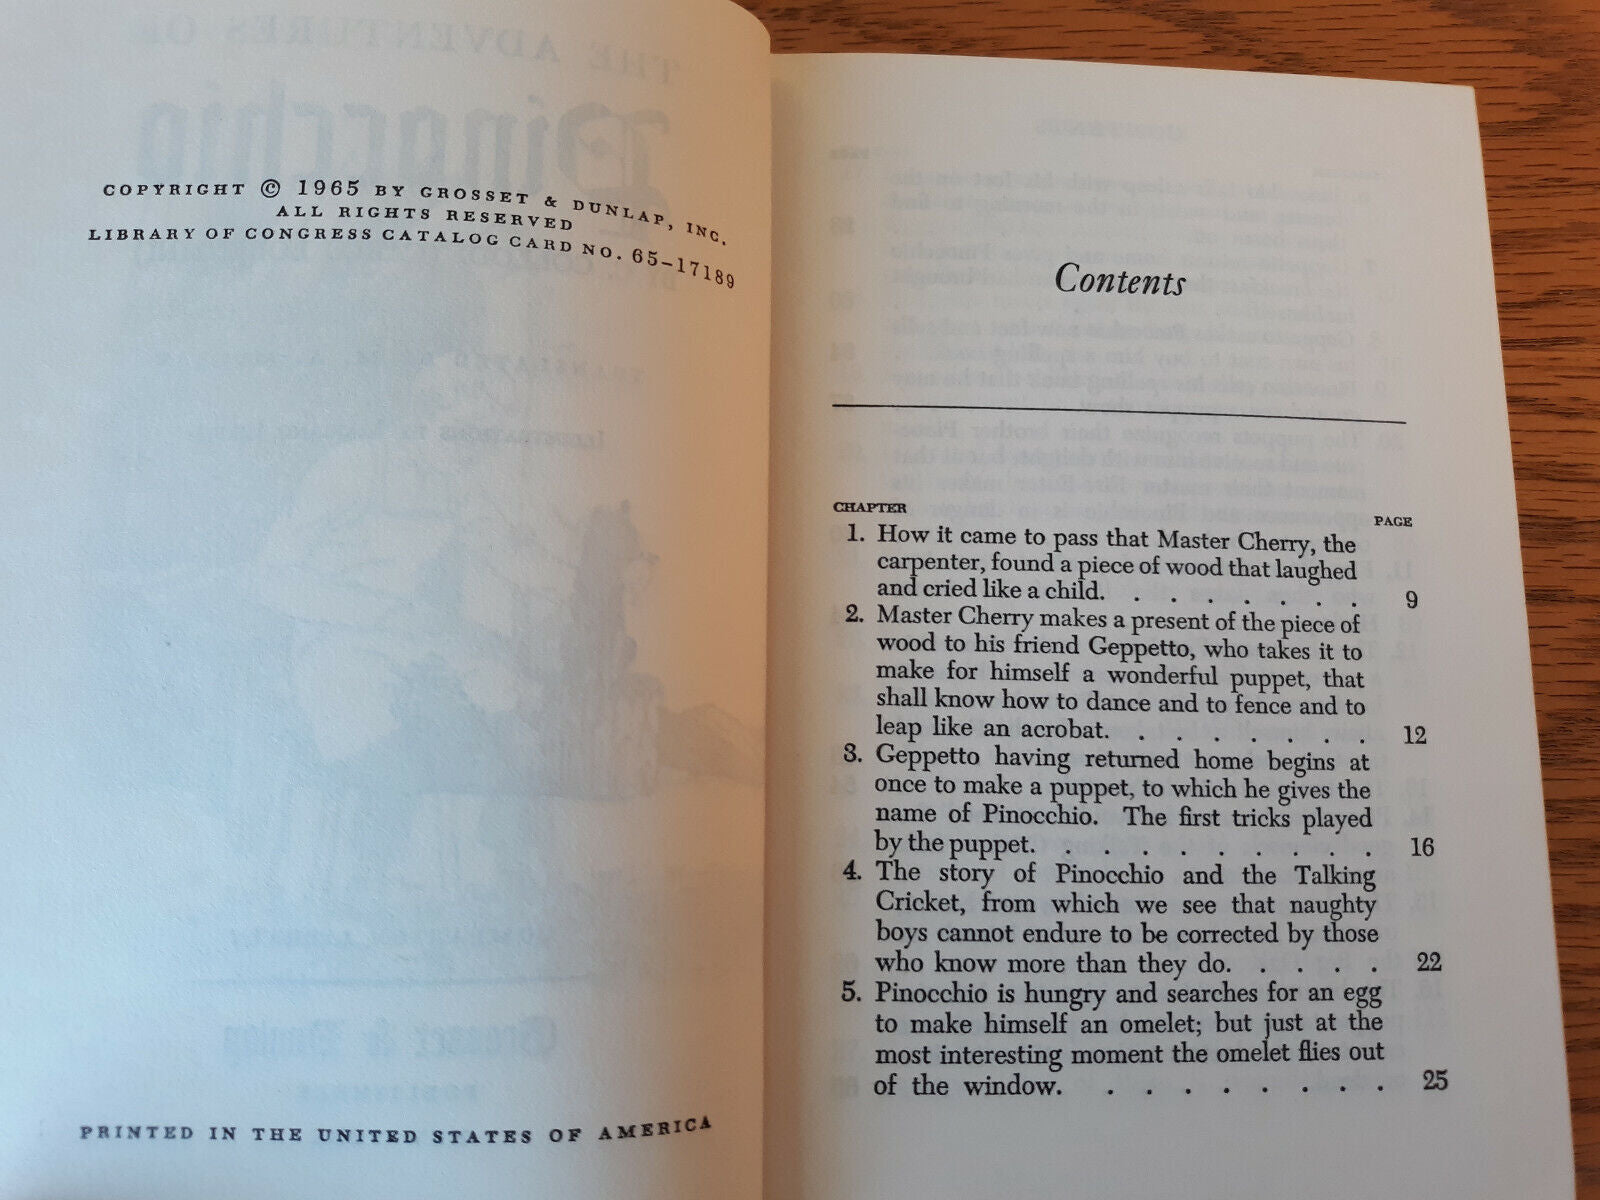 COPYRIGHT © 1965 BY GROSSET & DUNLAP, INC.
ALL RIGHTS RESERVED
LIBRARY OF CONGRESS CATALOG CARD NO. 65-17189
PRINTED IN THE UNITED STATES OF AMERICA
Contents
CHAPTER PAGE
1. How it came to pass that Master Cherry, the
carpenter, found a piece of wood that laughed
and cried like a child. . . . . . . . 9
2. Master Cherry makes a present of the piece of
wood to his friend Geppetto, who takes it to
make for himself a wonderful puppet, that
shall know how to dance and to fence and to
leap like an acrobat. . . . . . . . 12
3. Geppetto having returned home begins at
once to make a puppet, to which he gives the
name of Pinocchio. The first tricks played
by the puppet. . . . . . . . . . 16
4. The story of Pinocchio and the Talking
Cricket, from which we see that naughty
boys cannot endure to be corrected by those
who know more than they do. . . . . 22
5. Pinocchio is hungry and searches for an egg
to make himself an omelet; but just at the
most interesting moment the omelet flies out
of the window. . . . . . . . . 25